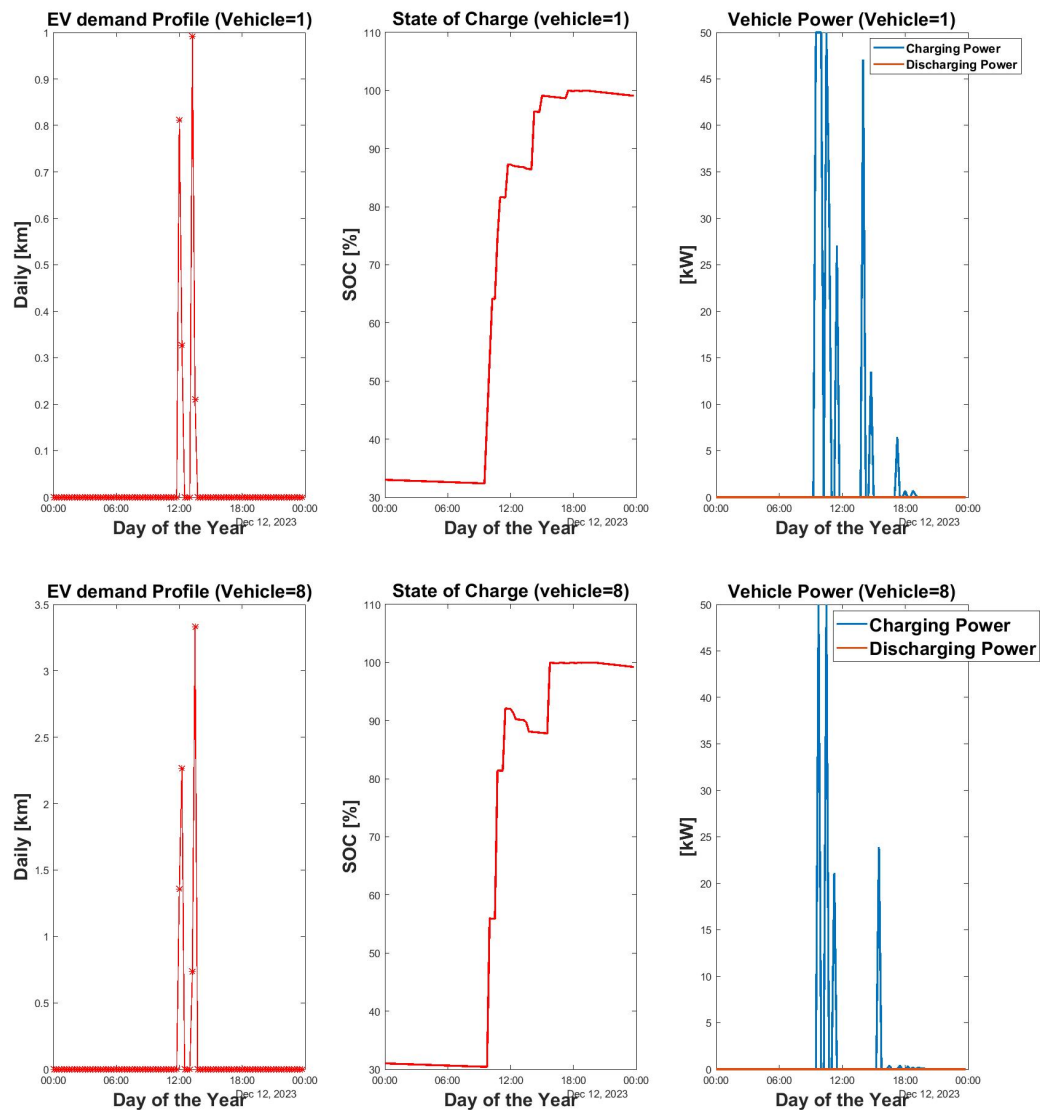 EV demand Profile (Vehicle=1)
1
0.9
0.8
0.7
0.6
0.5
0.4
0.3
0.2
0.1
0
Daily [km]
00:00 06:00 12:00 18:00 00:00
Dec 12, 2023
Day of the Year
State of Charge (vehicle=1)
110
100
90
80
70
60
50
40
30
SOC [%]
00:00 06:00 12:00 18:00 00:00
Dec 12, 2023
Day of the Year
Vehicle Power (Vehicle=1)
50
45
40
35
30
25
20
15
10
5
0
[kW]
Charging Power
Discharging Power
00:00 06:00 12:00 18:00 00:00
Dec 12, 2023
Day of the Year
EV demand Profile (Vehicle=8)
3.5
3
2.5
2
1.5
1
0.5
0
Daily [km]
00:00 06:00 12:00 18:00 00:00
Dec 12, 2023
Day of the Year
State of Charge (vehicle=8)
110
100
90
80
70
60
50
40
30
SOC [%]
00:00 06:00 12:00 18:00 00:00
Dec 12, 2023
Day of the Year
Vehicle Power (Vehicle=8)
50
45
40
35
30
25
20
15
10
5
0
[kW]
Charging Power
Discharging Power
00:00 06:00 12:00 18:00 00:00
Dec 12, 2023
Day of the Year